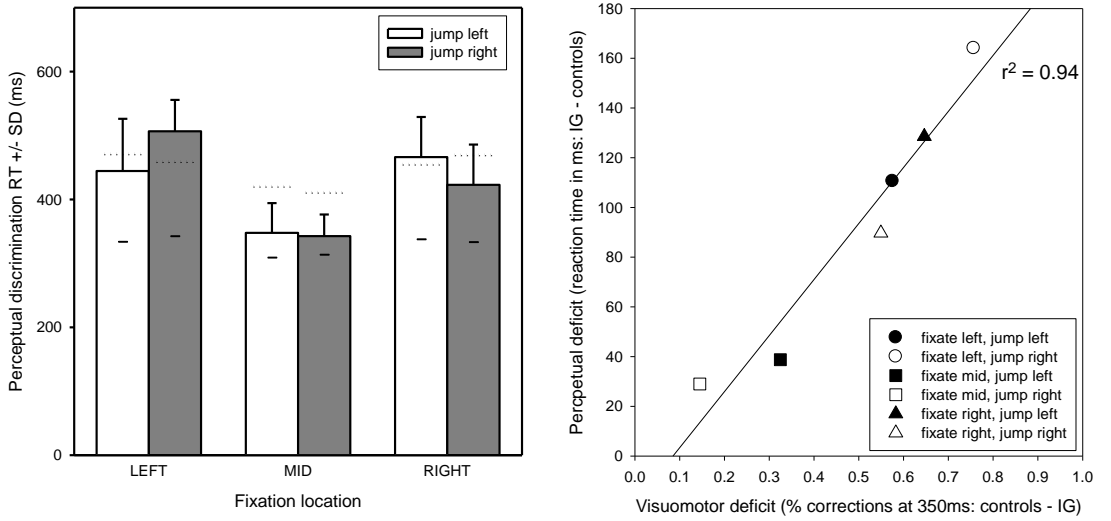 Perceptual discrimination RT +/- SD (ms)
600
400
200
0
jump left
jump right
LEFT MID RIGHT
Fixation location
Percpetual deficit (reaction time in ms: IG - controls)
180
160
140
120
100
80
60
40
20
0
r² = 0.94
fixate left, jump left
fixate left, jump right
fixate mid, jump left
fixate mid, jump right
fixate right, jump left
fixate right, jump right
0.0 0.1 0.2 0.3 0.4 0.5 0.6 0.7 0.8 0.9 1.0
Visuomotor deficit (% corrections at 350ms: controls - IG)